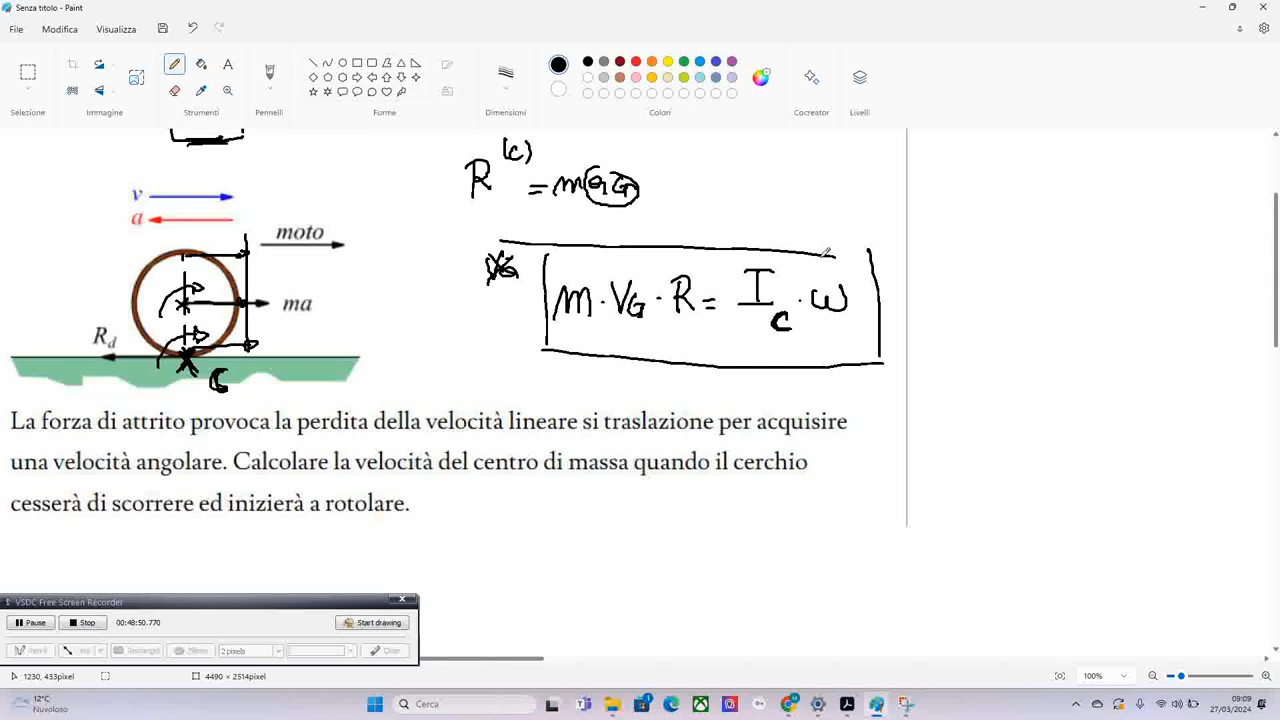 Senza titolo - Paint
File Modifica Visualizza
Selezione Immagine Strumenti Pennelli Forme Dimensioni Colori Cocreator Livelli
R(c) = m
v
a
moto
m · VG · R = Ic · ω
ma
Rd
C
La forza di attrito provoca la perdita della velocità lineare si traslazione per acquisire
una velocità angolare. Calcolare la velocità del centro di massa quando il cerchio
cesserà di scorrere ed inizierà a rotolare.
VSDC Free Screen Recorder
Pause Stop 00:48:50.770 Start drawing
2 pixels
1230, 433pixel 4490 × 2514pixel 100%
12°C
Nuvoloso
Cerca
09:09
27/03/2024